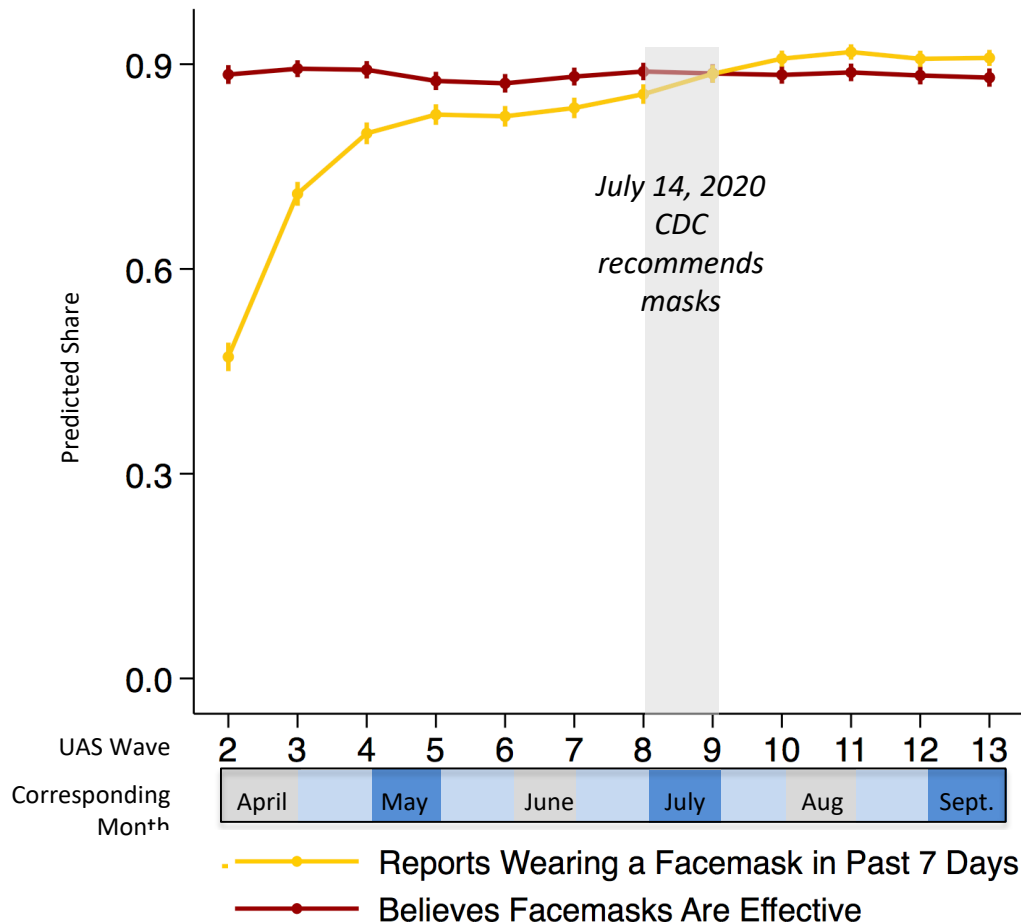 0.9
0.6
0.3
0.0
Predicted Share
July 14, 2020
CDC
recommends
masks
UAS Wave
2 3 4 5 6 7 8 9 10 11 12 13
Corresponding
Month
April May June July Aug Sept.
Reports Wearing a Facemask in Past 7 Days
Believes Facemasks Are Effective